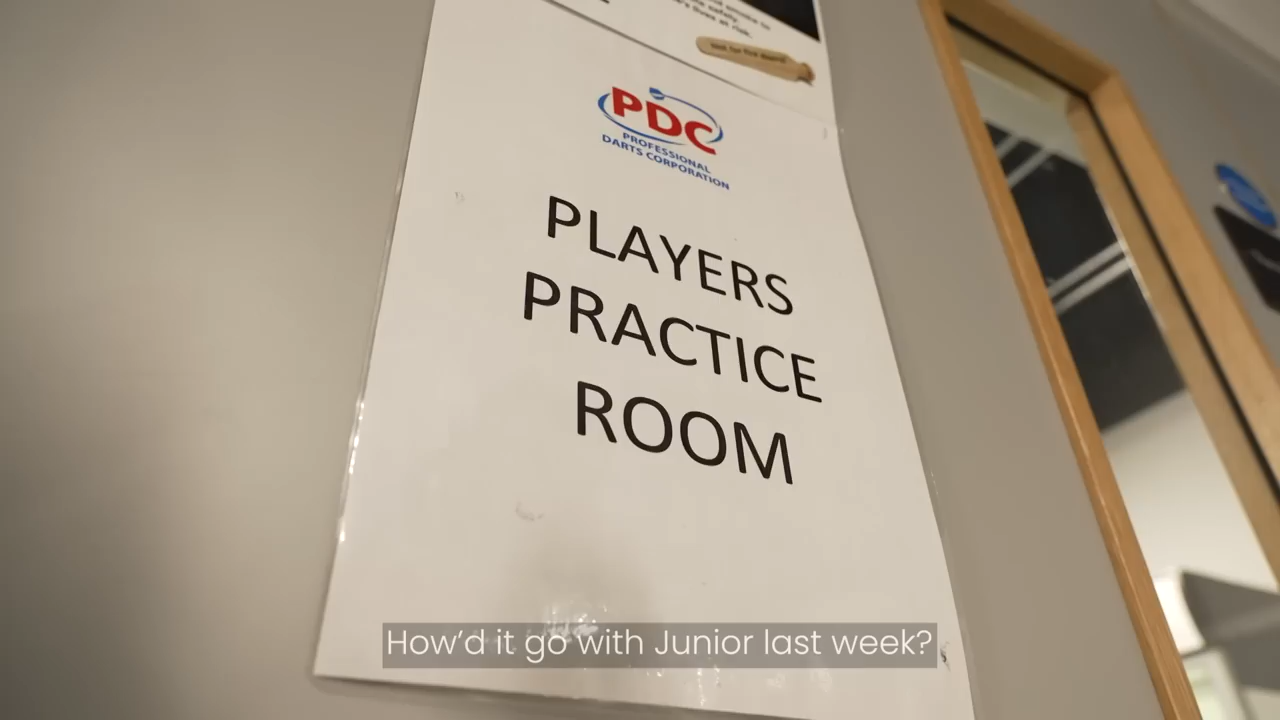 PDC
PROFESSIONAL
DARTS CORPORATION
PLAYERS
PRACTICE
ROOM
How'd it go with Junior last week?